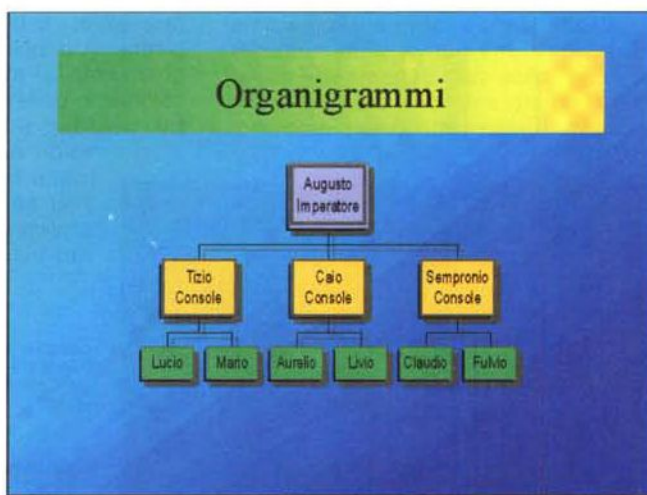 Organigrammi
Augusto
Imperatore
Tizio
Console
Caio
Console
Sempronio
Console
Lucio
Mario
Aurelio
Livio
Claudio
Fulvio